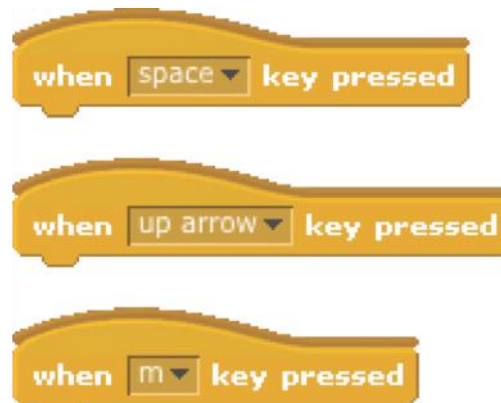 when space key pressed
when up arrow key pressed
when m key pressed